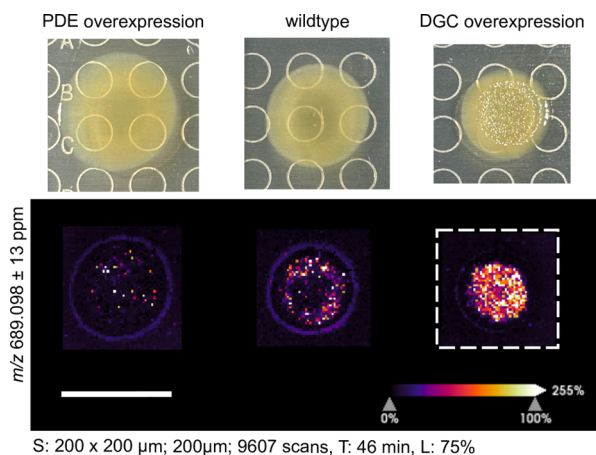 PDE overexpression
wildtype
DGC overexpression
A
B
C
m/z 689.098 ± 13 ppm
255%
0%
100%
S: 200 x 200 µm; 200µm; 9607 scans, T: 46 min, L: 75%